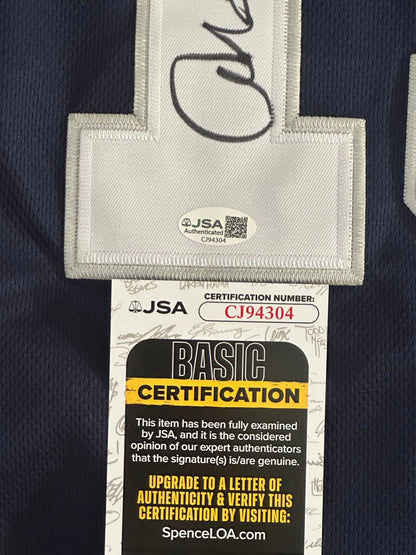 JSA
Authenticated
CJ94304
JSA
CERTIFICATION NUMBER:
CJ94304
BASIC
CERTIFICATION
This item has been fully examined
by JSA, and it is the considered
opinion of our expert authenticators
that the signature(s) is/are genuine.
UPGRADE TO A LETTER OF
AUTHENTICITY & VERIFY THIS
CERTIFICATION BY VISITING:
SpenceLOA.com